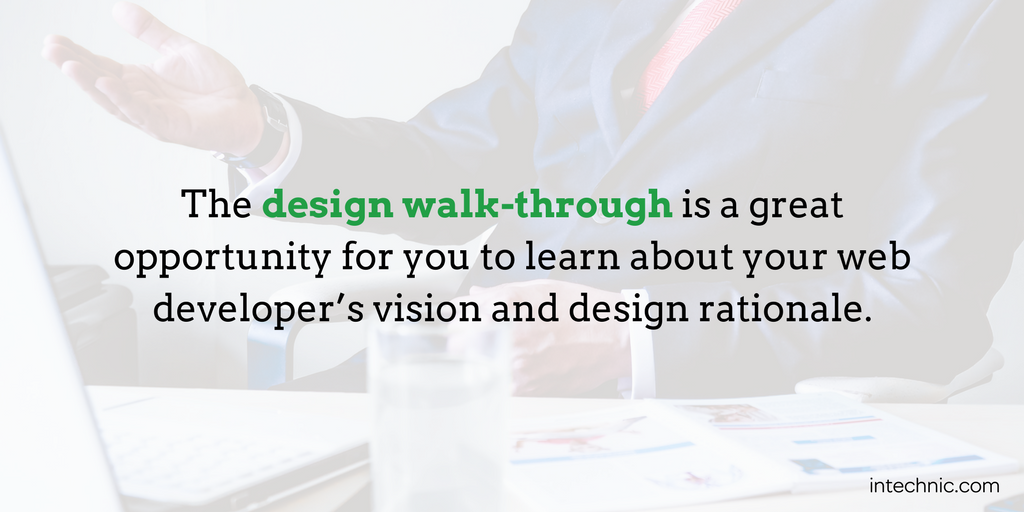 The design walk-through is a great
opportunity for you to learn about your web
developer’s vision and design rationale.
intechnic.com